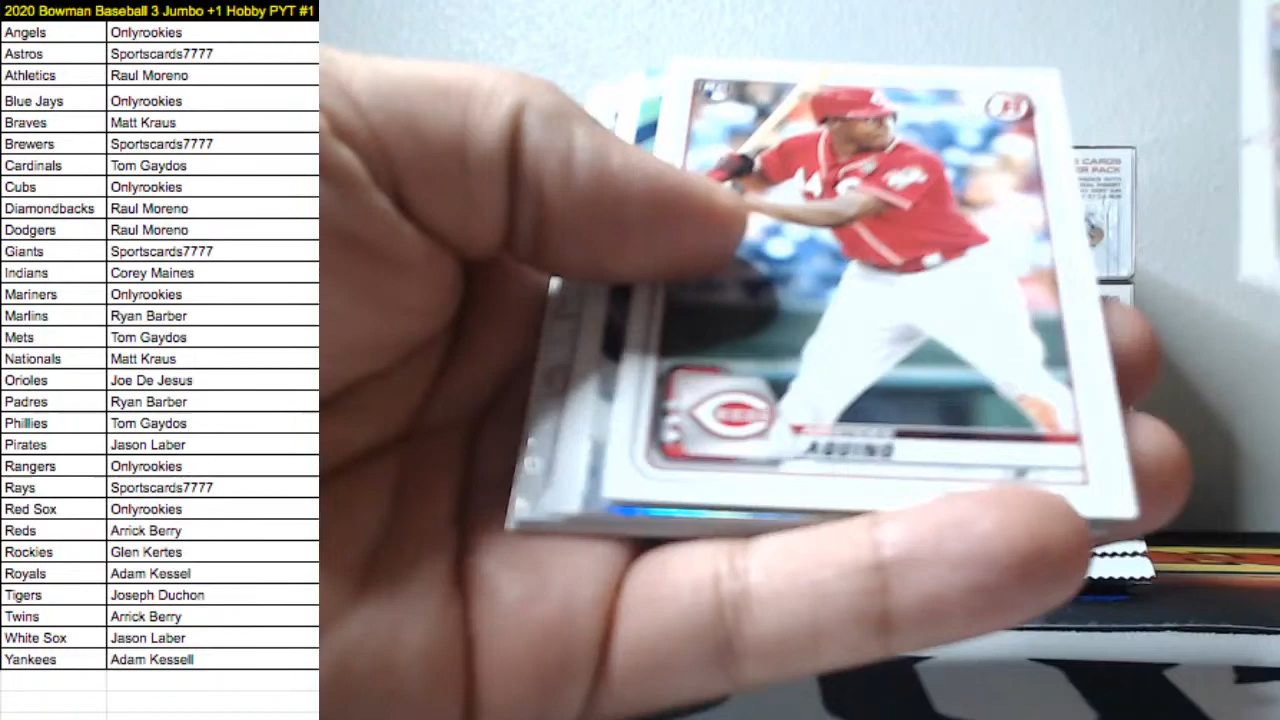 2020 Bowman Baseball 3 Jumbo +1 Hobby PYT #1
Angels Onlyrookies
Astros Sportscards7777
Athletics Raul Moreno
Blue Jays Onlyrookies
Braves Matt Kraus
Brewers Sportscards7777
Cardinals Tom Gaydos
Cubs Onlyrookies
Diamondbacks Raul Moreno
Dodgers Raul Moreno
Giants Sportscards7777
Indians Corey Maines
Mariners Onlyrookies
Marlins Ryan Barber
Mets Tom Gaydos
Nationals Matt Kraus
Orioles Joe De Jesus
Padres Ryan Barber
Phillies Tom Gaydos
Pirates Jason Laber
Rangers Onlyrookies
Rays Sportscards7777
Red Sox Onlyrookies
Reds Arrick Berry
Rockies Glen Kertes
Royals Adam Kessel
Tigers Joseph Duchon
Twins Arrick Berry
White Sox Jason Laber
Yankees Adam Kessell
REDS
AQUINO
CARDS
PACK